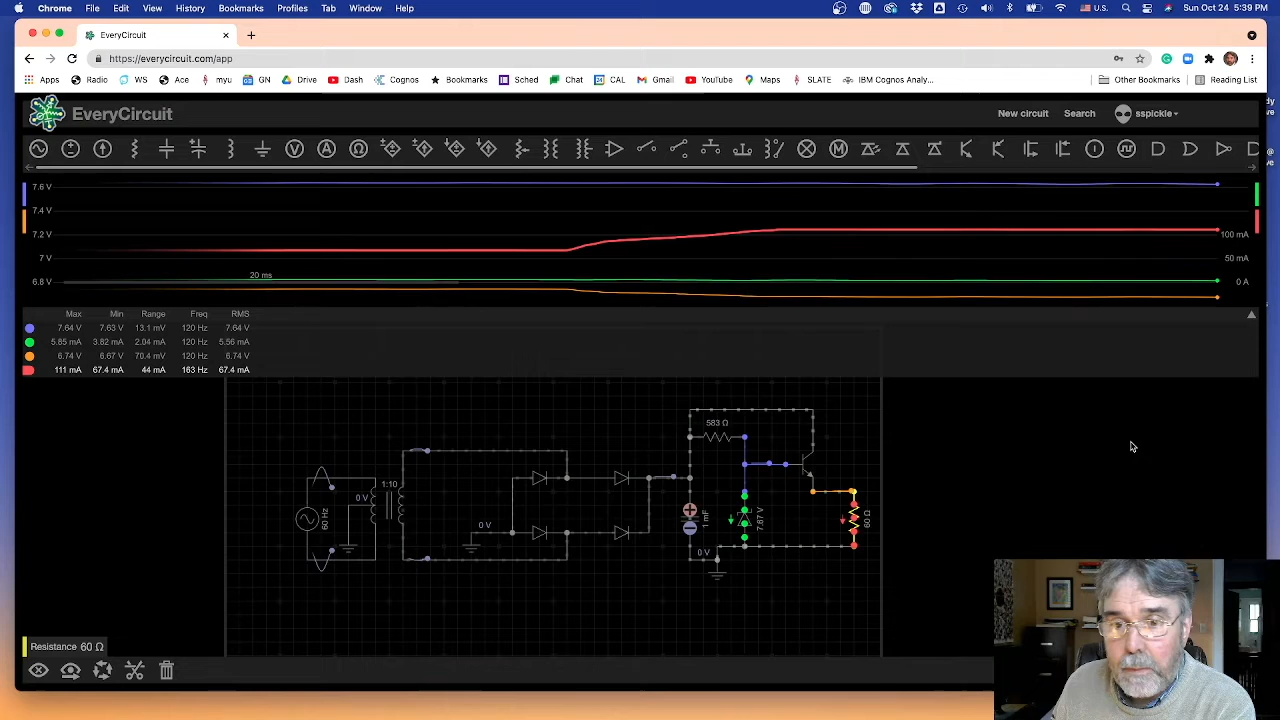 Chrome File Edit View History Bookmarks Profiles Tab Window Help U.S. Sun Oct 24 5:39 PM
EveryCircuit
https://everycircuit.com/app
Apps Radio WS Ace myu GN Drive Dash Cognos Bookmarks Sched Chat CAL Gmail YouTube Maps SLATE IBM Cognos Analy... Other Bookmarks Reading List
EveryCircuit New circuit Search sspickle
7.6 V
7.4 V
7.2 V 100 mA
7 V 50 mA
20 ms
6.8 V 0 A
Max Min Range Freq RMS
7.64 V 7.63 V 13.1 mV 120 Hz 7.64 V
5.85 mA 3.82 mA 2.04 mA 120 Hz 5.56 mA
6.74 V 6.67 V 70.4 mV 120 Hz 6.74 V
111 mA 67.4 mA 44 mA 163 Hz 67.4 mA
583 Ω
1:10
0 V
60 Hz
0 V
1 mF
7.87 V
60 Ω
0 V
Resistance 60 Ω